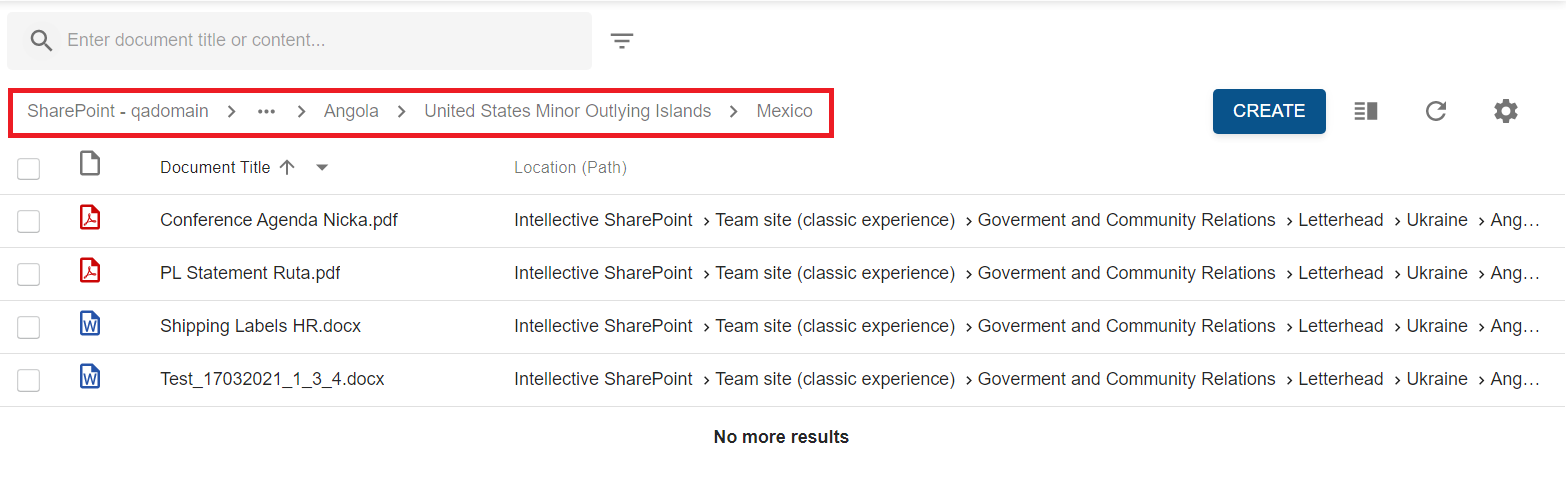 Enter document title or content...
SharePoint - qadomain > ••• > Angola > United States Minor Outlying Islands > Mexico
CREATE
Document Title Location (Path)
Conference Agenda Nicka.pdf Intellective SharePoint > Team site (classic experience) > Goverment and Community Relations > Letterhead > Ukraine > Ang...
PL Statement Ruta.pdf Intellective SharePoint > Team site (classic experience) > Goverment and Community Relations > Letterhead > Ukraine > Ang...
Shipping Labels HR.docx Intellective SharePoint > Team site (classic experience) > Goverment and Community Relations > Letterhead > Ukraine > Ang...
Test_17032021_1_3_4.docx Intellective SharePoint > Team site (classic experience) > Goverment and Community Relations > Letterhead > Ukraine > Ang...
No more results